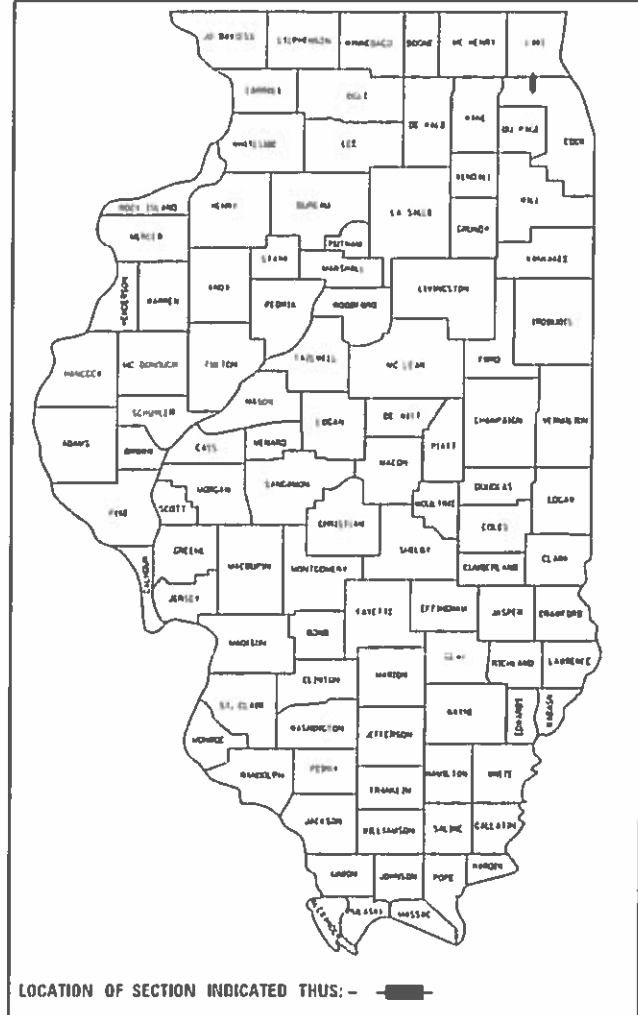 STEPHENSON WINNEBAGO BOONE MC HENRY
CARROLL OGLE
DE KALB KANE DU PAGE
WHITESIDE LEE
COOK
KENDALL WILL
ROCK ISLAND HENRY BUREAU LA SALLE GRUNDY
MERCER PUTNAM KANKAKEE
STARK MARSHALL LIVINGSTON
HENDERSON WARREN KNOX PEORIA WOODFORD IROQUOIS
HANCOCK MC DONOUGH FULTON TAZEWELL MC LEAN FORD
MASON
SCHUYLER LOGAN DE WITT CHAMPAIGN VERMILION
ADAMS BROWN CASS MENARD PIATT
MACON
MORGAN SANGAMON DOUGLAS
PIKE SCOTT MOULTRIE EDGAR
CHRISTIAN COLES
GREENE SHELBY
CALHOUN MACOUPIN MONTGOMERY CUMBERLAND CLARK
JERSEY FAYETTE EFFINGHAM JASPER CRAWFORD
MADISON BOND
CLAY RICHLAND LAWRENCE
CLINTON MARION
ST. CLAIR WAYNE EDWARDS WABASH
WASHINGTON JEFFERSON
MONROE
RANDOLPH PERRY HAMILTON WHITE
FRANKLIN
JACKSON WILLIAMSON SALINE GALLATIN
HARDIN
UNION JOHNSON POPE
ALEXANDER PULASKI MASSAC
LOCATION OF SECTION INDICATED THUS: -